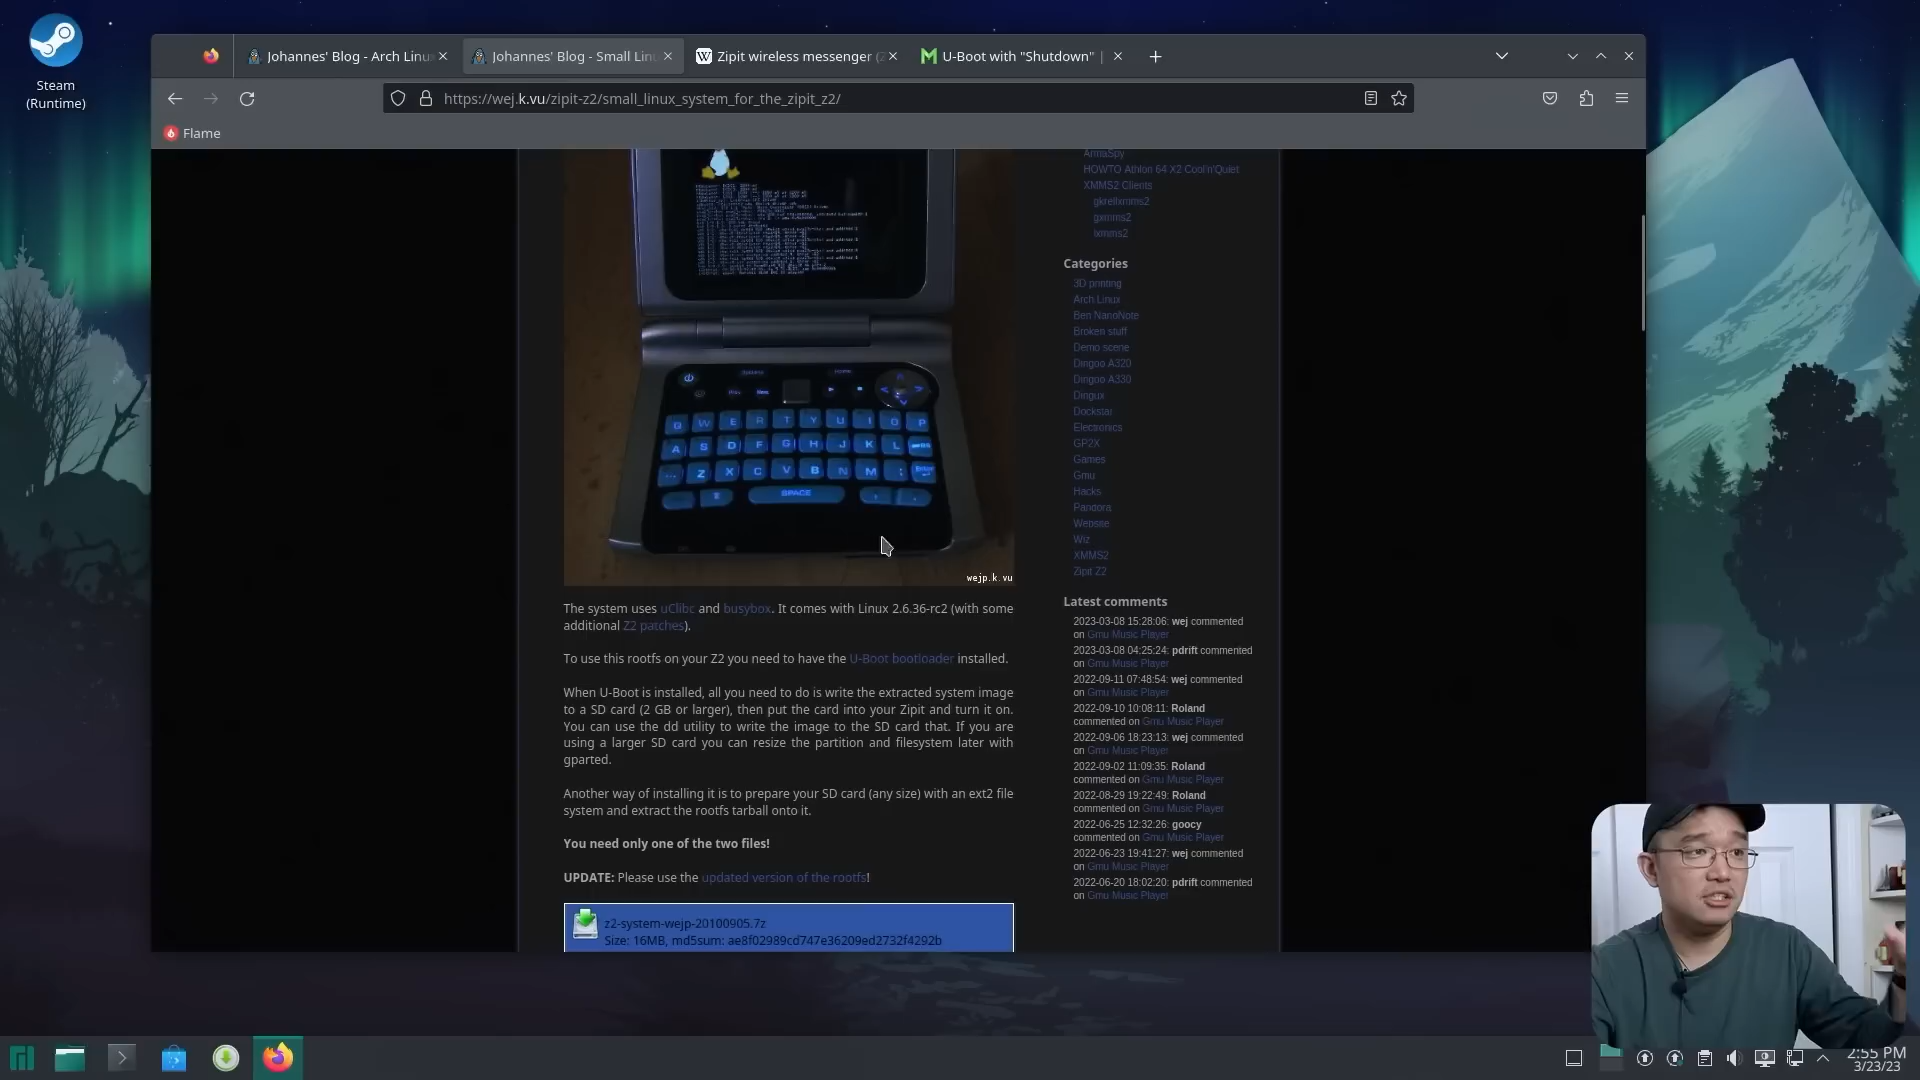 Steam
(Runtime)
Johannes' Blog - Arch Linux
Johannes' Blog - Small Lin
Zipit wireless messenger (
U-Boot with "Shutdown" |
https://wej.k.vu/zipit-z2/small_linux_system_for_the_zipit_z2/
Flame
ArmaSpy
HOWTO Athlon 64 X2 Cool'n'Quiet
XMMS2 Clients
gkrellxmms2
gxmms2
lxmms2
Categories
3D printing
Arch Linux
Ben NanoNote
Broken stuff
Demo scene
Dingoo A320
Dingoo A330
Dingux
Dockstar
Electronics
GP2X
Games
Gmu
Hacks
Pandora
Website
Wiz
XMMS2
Zipit Z2
Q W E R T Y U I O P
A S D F G H J K L
Z X C V B N M
Enter
SPACE
wejp.k.vu
The system uses uClibc and busybox. It comes with Linux 2.6.36-rc2 (with some
additional Z2 patches).
To use this rootfs on your Z2 you need to have the U-Boot bootloader installed.
When U-Boot is installed, all you need to do is write the extracted system image
to a SD card (2 GB or larger), then put the card into your Zipit and turn it on.
You can use the dd utility to write the image to the SD card that. If you are
using a larger SD card you can resize the partition and filesystem later with
gparted.
Another way of installing it is to prepare your SD card (any size) with an ext2 file
system and extract the rootfs tarball onto it.
You need only one of the two files!
UPDATE: Please use the updated version of the rootfs!
z2-system-wejp-20100905.7z
Size: 16MB, md5sum: ae8f02989cd747e36209ed2732f4292b
Latest comments
2023-03-08 15:28:06: wej commented
on Gmu Music Player
2023-03-08 04:25:24: pdrift commented
on Gmu Music Player
2022-09-11 07:48:54: wej commented
on Gmu Music Player
2022-09-10 10:08:11: Roland
commented on Gmu Music Player
2022-09-06 18:23:13: wej commented
on Gmu Music Player
2022-09-02 11:09:35: Roland
commented on Gmu Music Player
2022-08-29 19:22:49: Roland
commented on Gmu Music Player
2022-06-25 12:32:26: goocy
commented on Gmu Music Player
2022-06-23 19:41:27: wej commented
on Gmu Music Player
2022-06-20 18:02:20: pdrift commented
on Gmu Music Player
2:55 PM
3/23/23